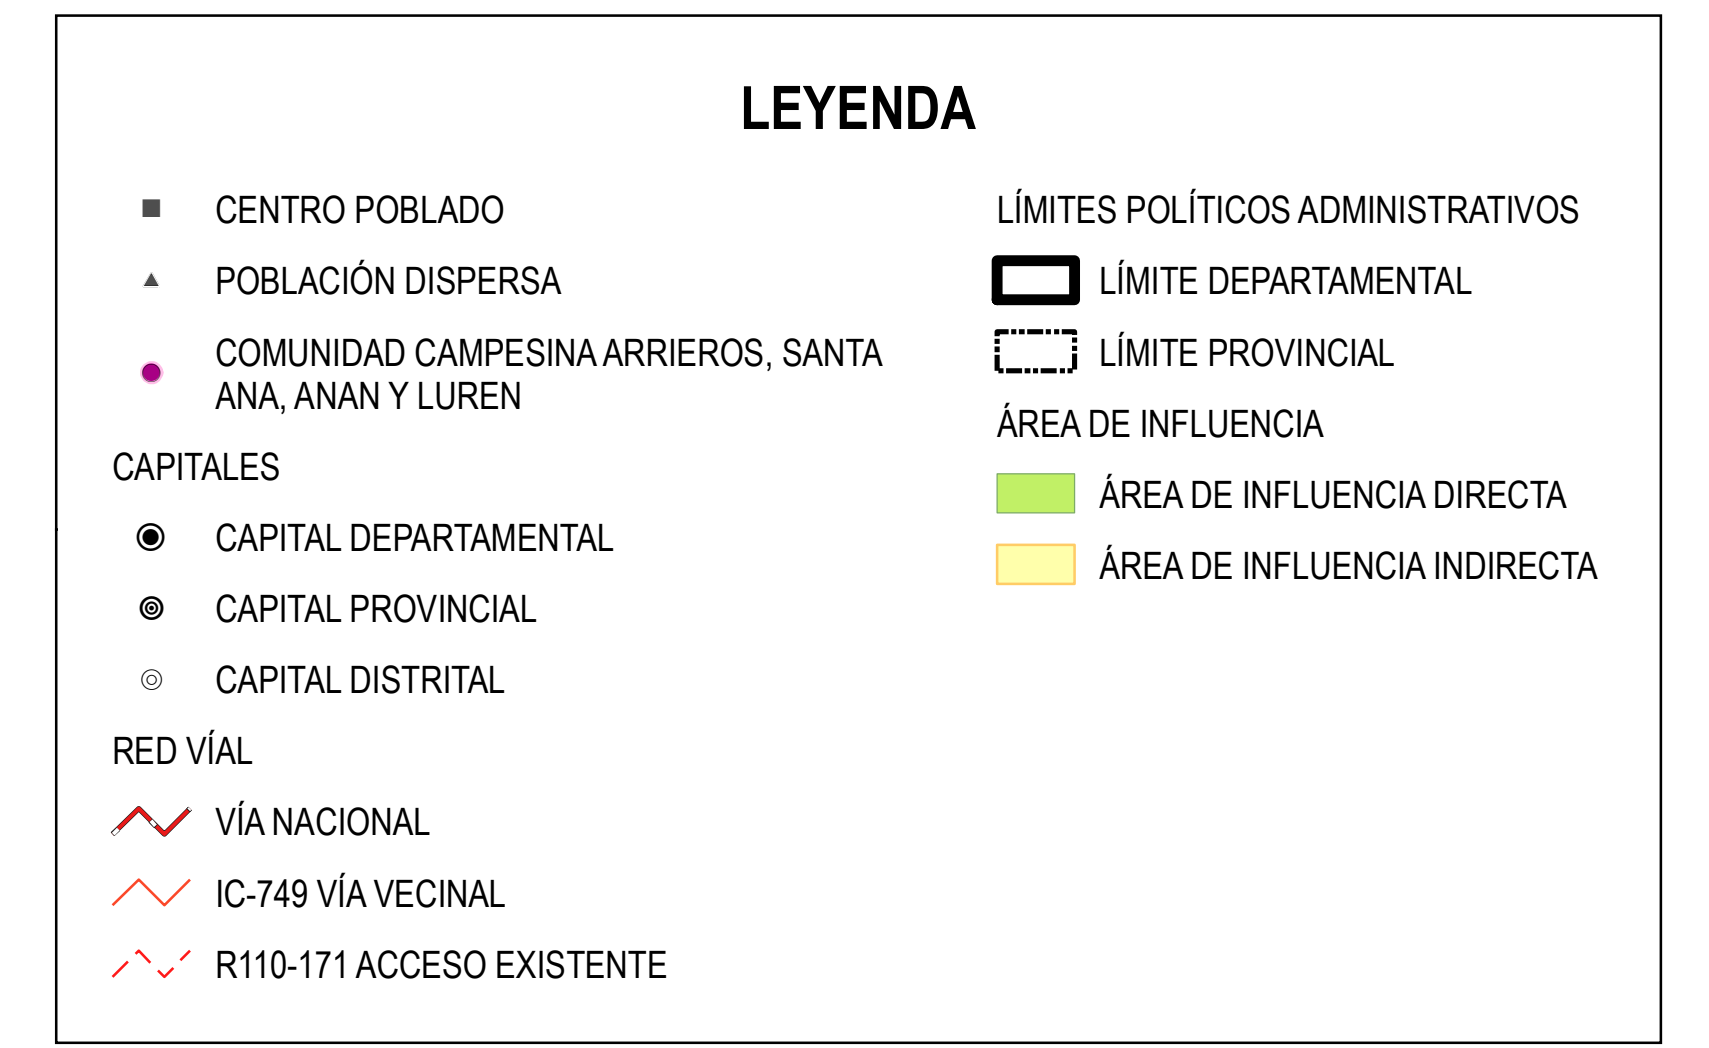 LEYENDA
CENTRO POBLADO
POBLACIÓN DISPERSA
COMUNIDAD CAMPESINA ARRIEROS, SANTA
ANA, ANAN Y LUREN
CAPITALES
CAPITAL DEPARTAMENTAL
CAPITAL PROVINCIAL
CAPITAL DISTRITAL
RED VÍAL
VÍA NACIONAL
IC-749 VÍA VECINAL
R110-171 ACCESO EXISTENTE
LÍMITES POLÍTICOS ADMINISTRATIVOS
LÍMITE DEPARTAMENTAL
LÍMITE PROVINCIAL
ÁREA DE INFLUENCIA
ÁREA DE INFLUENCIA DIRECTA
ÁREA DE INFLUENCIA INDIRECTA